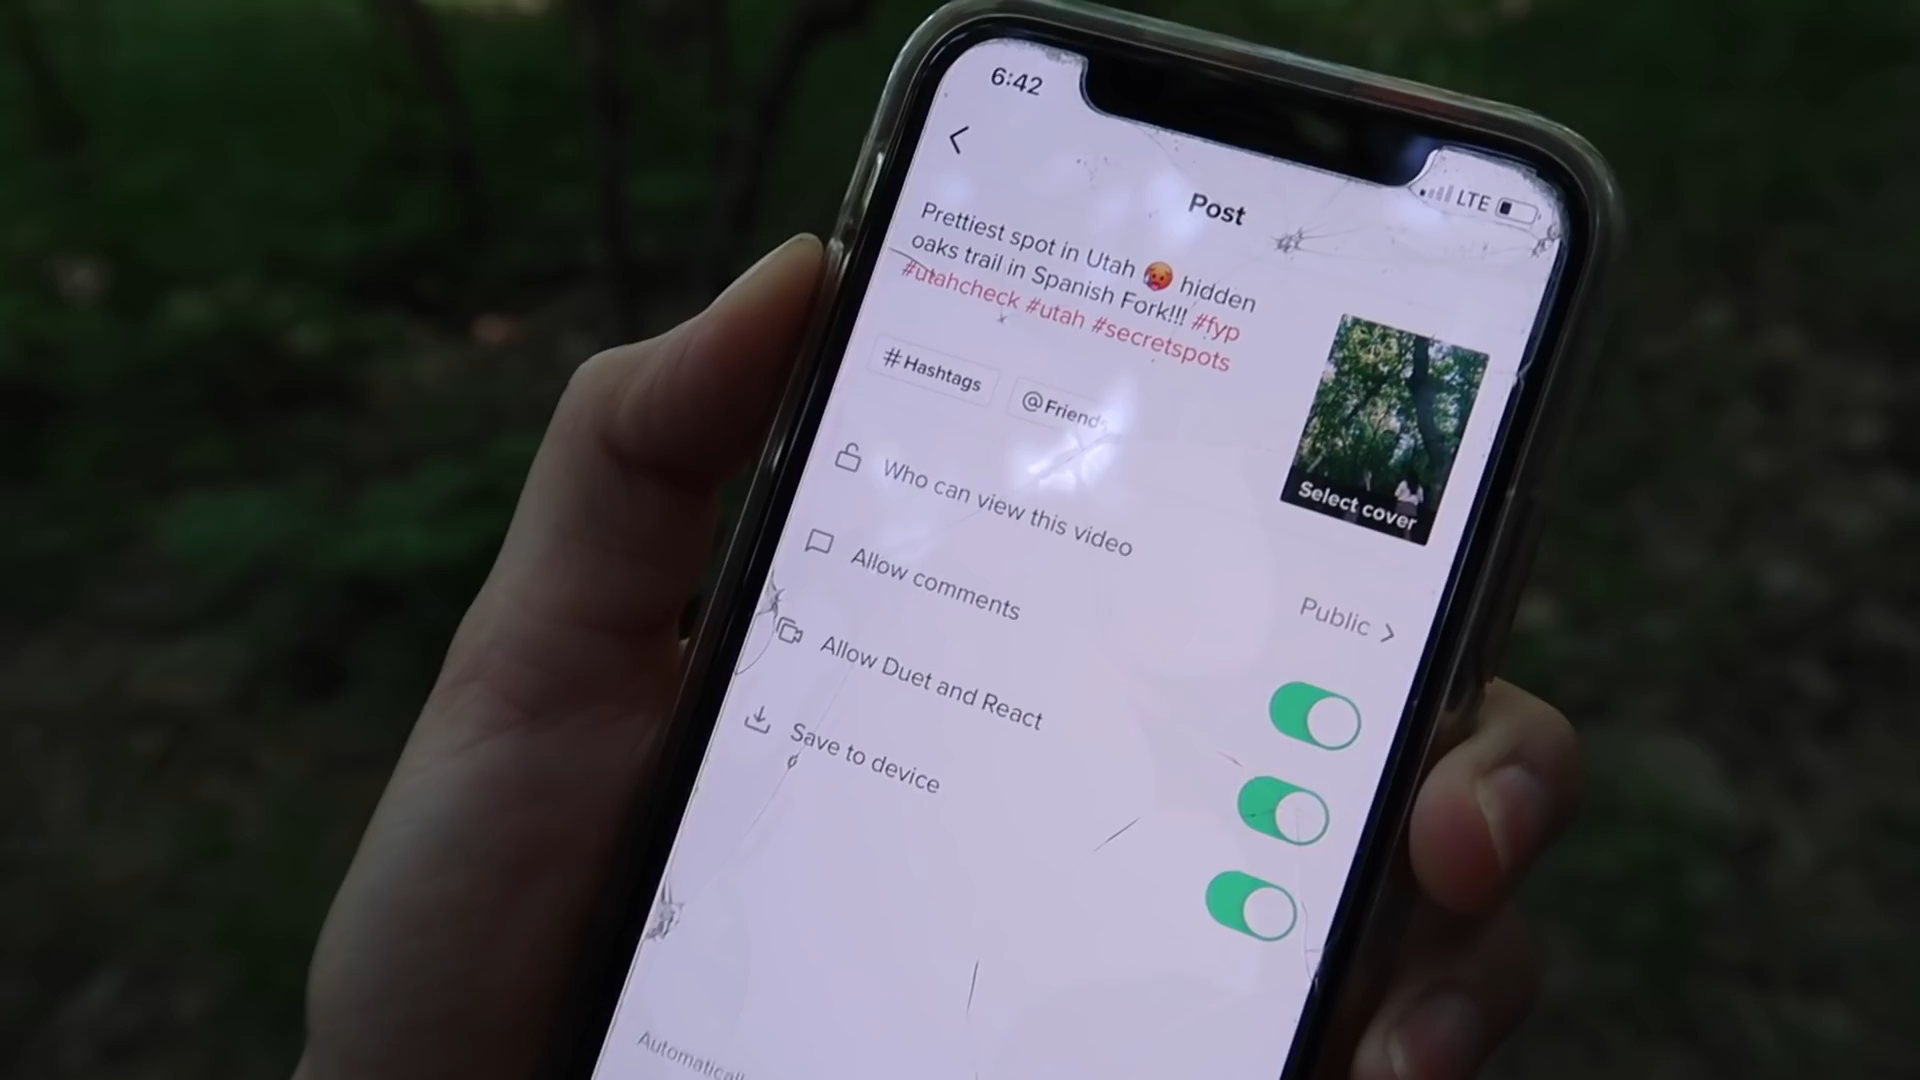 6:42
LTE
Post
Prettiest spot in Utah 🥵 hidden
oaks trail in Spanish Fork!!! #fyp
#utahcheck #utah #secretspots
#Hashtags
@Friends
Select cover
Who can view this video
Public >
Allow comments
Allow Duet and React
Save to device